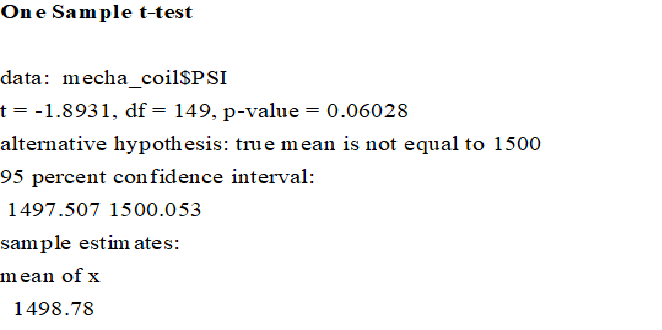 One Sample t-test
data: mecha_coil$PSI
t = -1.8931, df = 149, p-value = 0.06028
alternative hypothesis: true mean is not equal to 1500
95 percent confidence interval:
1497.507 1500.053
sample estimates:
mean of x
1498.78